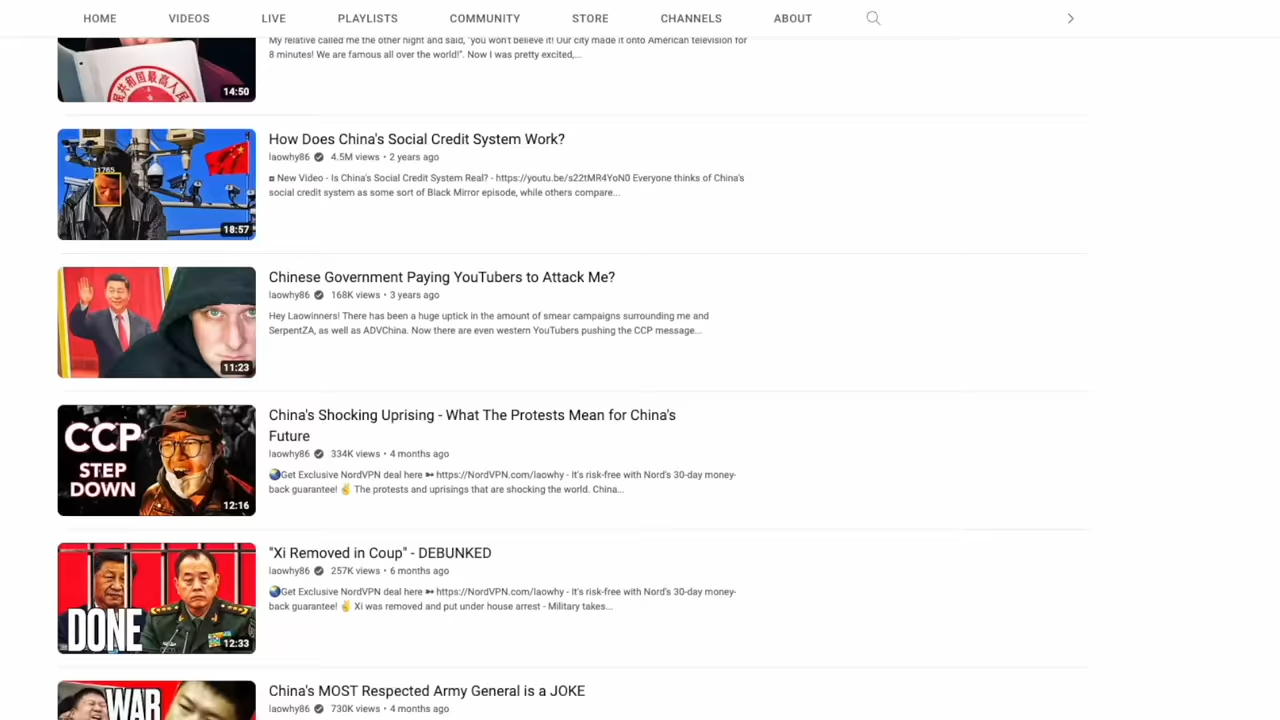 HOME VIDEOS LIVE PLAYLISTS COMMUNITY STORE CHANNELS ABOUT
My relative called me the other night and said, "you won't believe it! Our city made it onto American television for
8 minutes! We are famous all over the world!". Now I was pretty excited,...
民共和国最高人民
14:50
How Does China's Social Credit System Work?
laowhy86 4.5M views • 2 years ago
New Video - Is China's Social Credit System Real? - https://youtu.be/s22tMR4YoN0 Everyone thinks of China's
social credit system as some sort of Black Mirror episode, while others compare...
1765
18:57
Chinese Government Paying YouTubers to Attack Me?
laowhy86 168K views • 3 years ago
Hey Laowinners! There has been a huge uptick in the amount of smear campaigns surrounding me and
SerpentZA, as well as ADVChina. Now there are even western YouTubers pushing the CCP message...
11:23
China's Shocking Uprising - What The Protests Mean for China's
Future
laowhy86 334K views • 4 months ago
🌏Get Exclusive NordVPN deal here ➼ https://NordVPN.com/laowhy - It's risk-free with Nord's 30-day money-
back guarantee! ✌ The protests and uprisings that are shocking the world. China...
CCP
STEP
DOWN
12:16
"Xi Removed in Coup" - DEBUNKED
laowhy86 257K views • 6 months ago
🌏Get Exclusive NordVPN deal here ➼ https://NordVPN.com/laowhy - It's risk-free with Nord's 30-day money-
back guarantee! ✌ Xi was removed and put under house arrest - Military takes...
DONE
12:33
China's MOST Respected Army General is a JOKE
laowhy86 730K views • 4 months ago
WAR